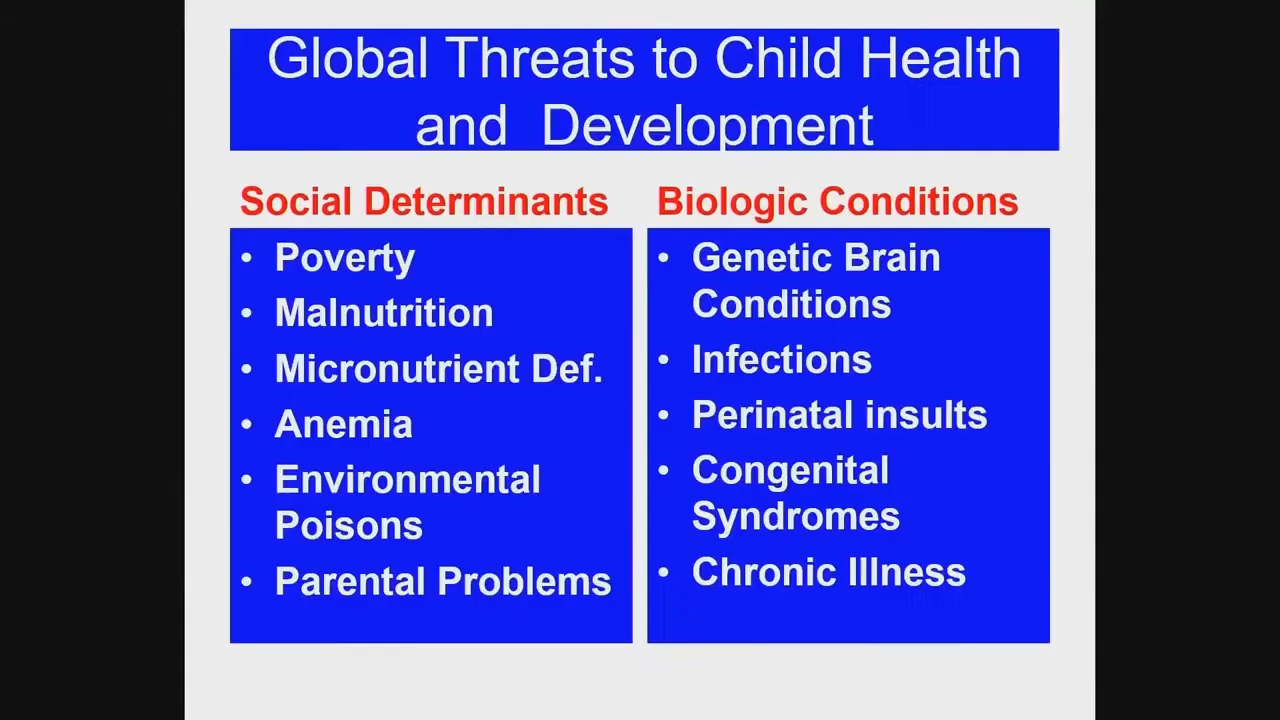 Global Threats to Child Health
and Development
Social Determinants
• Poverty
• Malnutrition
• Micronutrient Def.
• Anemia
• Environmental
Poisons
• Parental Problems
Biologic Conditions
• Genetic Brain
Conditions
• Infections
• Perinatal insults
• Congenital
Syndromes
• Chronic Illness